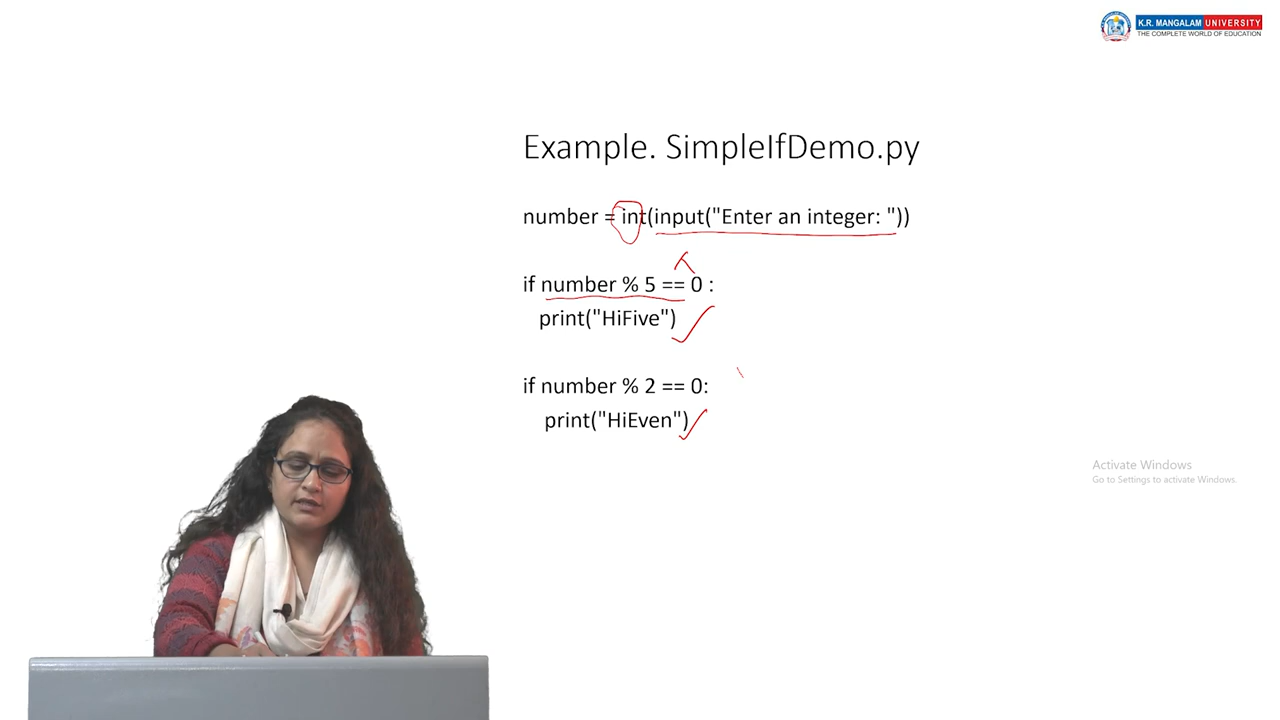 K.R. MANGALAM UNIVERSITY
THE COMPLETE WORLD OF EDUCATION
Example. SimpleIfDemo.py
number = int(input("Enter an integer: "))
if number % 5 == 0 :
print("HiFive")
if number % 2 == 0:
print("HiEven")
Activate Windows
Go to Settings to activate Windows.